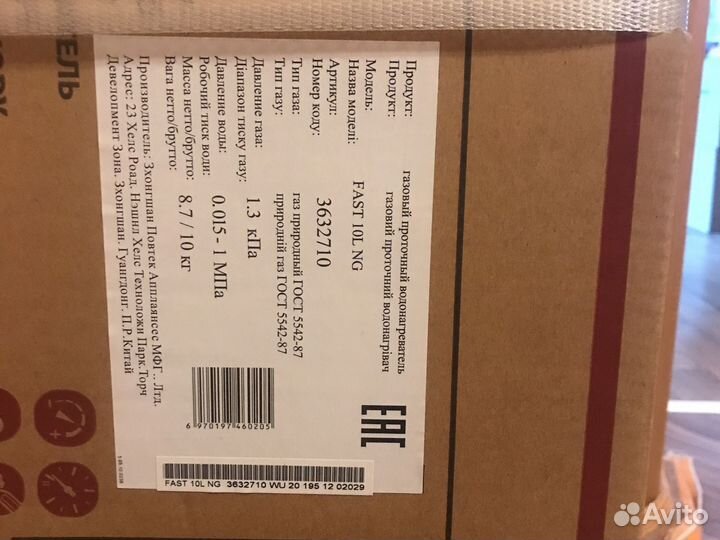 ТЕЛЬ
Продукт: газовый проточный водонагреватель
Продукт: газовий проточний водонагрівач
Модель:
Назва моделі: FAST 10L NG
Артикул:
Номер коду: 3632710
Тип газа: газ природный ГОСТ 5542-87
Тип газу: природній газ ГОСТ 5542-87
Давление газа:
Діапазон тиску газу: 1.3 кПа
Давление воды:
Робочий тиск води: 0.015 - 1 МПа
Масса нетто/брутто:
Вага нетто/брутто: 8.7 / 10 кг
Производитель: Зхонгшан Повтек Апплаянсес МФГ., Лтд.
Адрес: 23 Хелс Роад, Нэшнл Хелс Технолоджи Парк, Торч
Девелопмент Зона. Зхонгшан. Гуангдонг. П.Р.Китай
6 970197 460205
EAC
FAST 10L NG 3632710 WU 20 195 12 02029
Avito